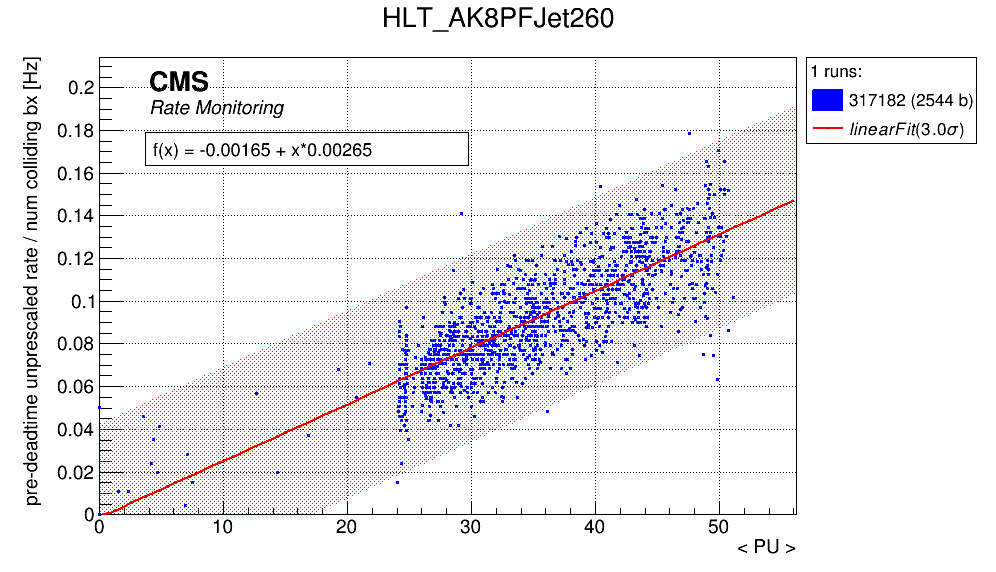 HLT_AK8PFJet260
pre-deadtime unprescaled rate / num colliding bx [Hz]
CMS
Rate Monitoring
f(x) = -0.00165 + x*0.00265
0.2
0.18
0.16
0.14
0.12
0.1
0.08
0.06
0.04
0.02
0
0 10 20 30 40 50
< PU >
1 runs:
317182 (2544 b)
linearFit(3.0σ)